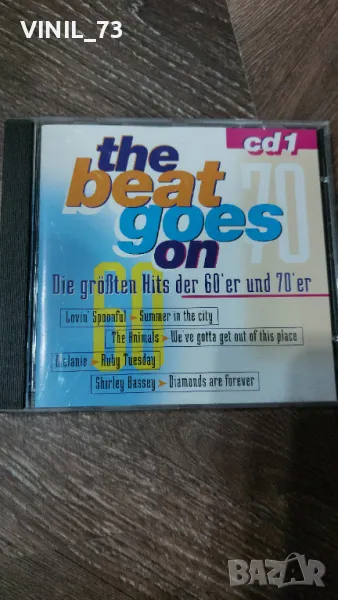 VINIL_73
cd1
the
beat
goes
on
70
60
Die größten Hits der 60'er und 70'er
Lovin' Spoonful - Summer in the city
The Animals - We've gotta get out of this place
Melanie - Ruby Tuesday
Shirley Bassey - Diamonds are forever
BAZAR